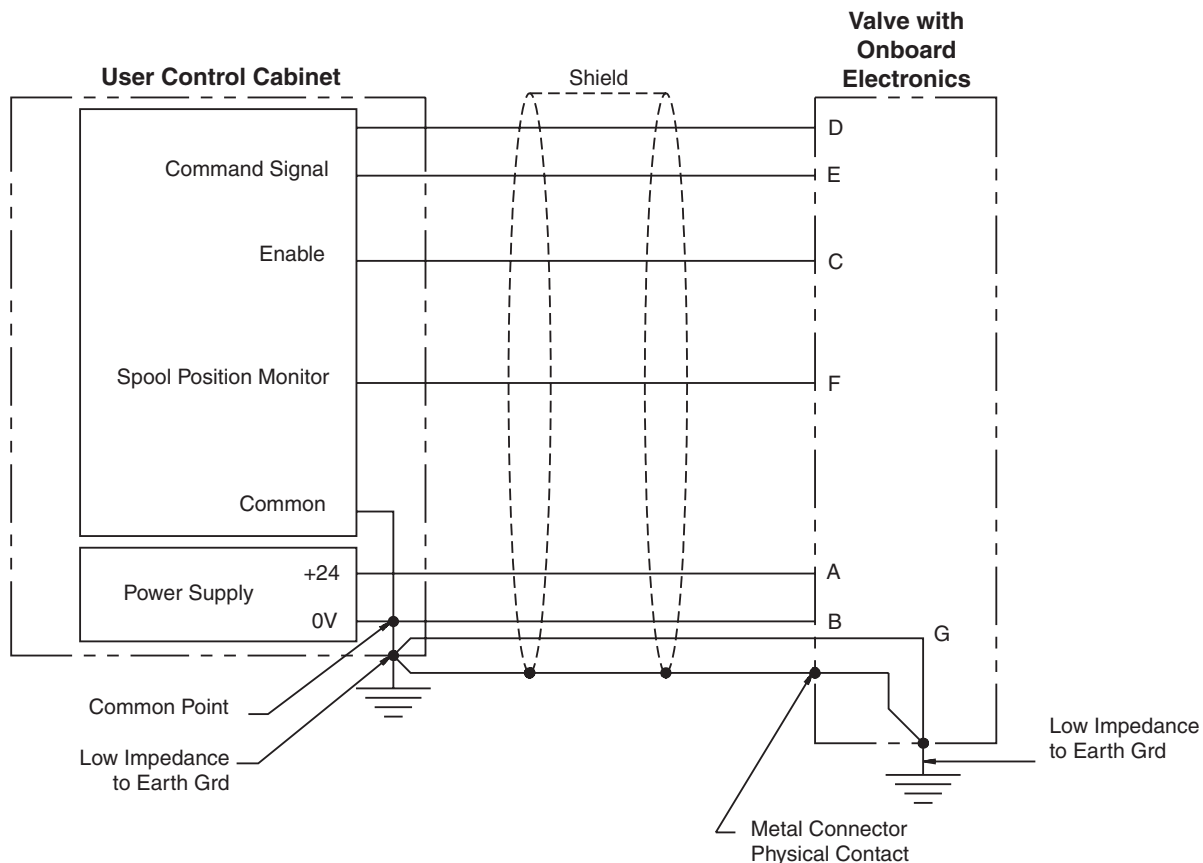 Valve with
Onboard
Electronics
User Control Cabinet
Shield
D
Command Signal
E
Enable
C
Spool Position Monitor
F
Common
+24
A
Power Supply
0V
B
G
Common Point
Low Impedance
to Earth Grd
Low Impedance
to Earth Grd
Metal Connector
Physical Contact